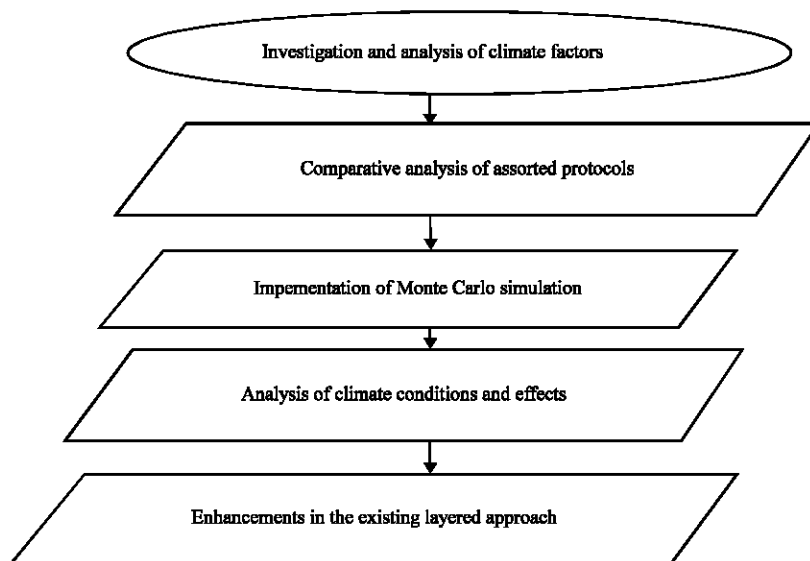 Investigation and analysis of climate factors
Comparative analysis of assorted protocols
Impementation of Monte Carlo simulation
Analysis of climate conditions and effects
Enhancements in the existing layered approach